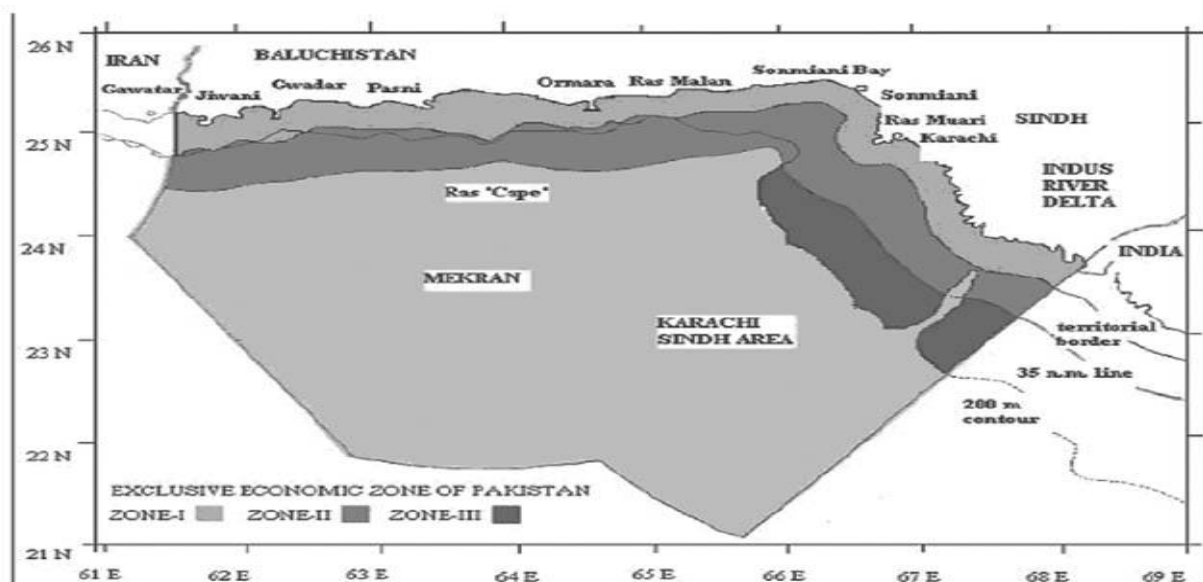 26 N
IRAN
BALUCHISTAN
Gawatar
Jiwani
Gwadar
Pasni
Ormara
Ras Malan
Sonmiani Bay
Sonmiani
Ras Muari
Karachi
SINDH
25 N
INDUS
RIVER
DELTA
Ras "Cspe"
24 N
INDIA
MEKRAN
KARACHI
SINDH AREA
23 N
territorial
border
35 n.m. line
200 m
contour
22 N
EXCLUSIVE ECONOMIC ZONE OF PAKISTAN
ZONE-I ZONE-II ZONE-III
21 N
61 E 62 E 63 E 64 E 65 E 66 E 67 E 68 E 69 E